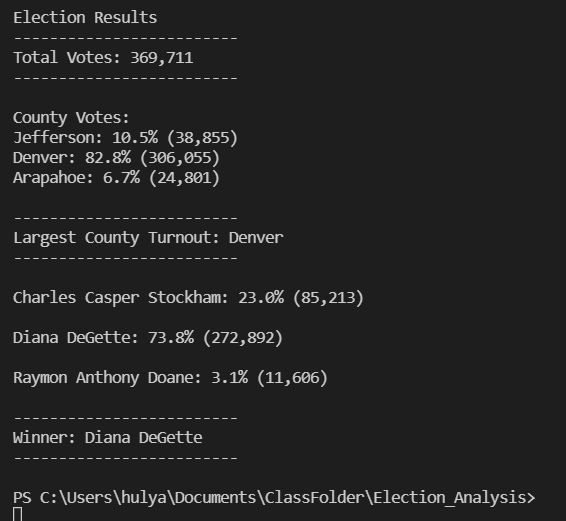 Election Results
-------------------------
Total Votes: 369,711
-------------------------
County Votes:
Jefferson: 10.5% (38,855)
Denver: 82.8% (306,055)
Arapahoe: 6.7% (24,801)
-------------------------
Largest County Turnout: Denver
-------------------------
Charles Casper Stockham: 23.0% (85,213)
Diana DeGette: 73.8% (272,892)
Raymon Anthony Doane: 3.1% (11,606)
-------------------------
Winner: Diana DeGette
-------------------------
PS C:\Users\hulya\Documents\ClassFolder\Election_Analysis>